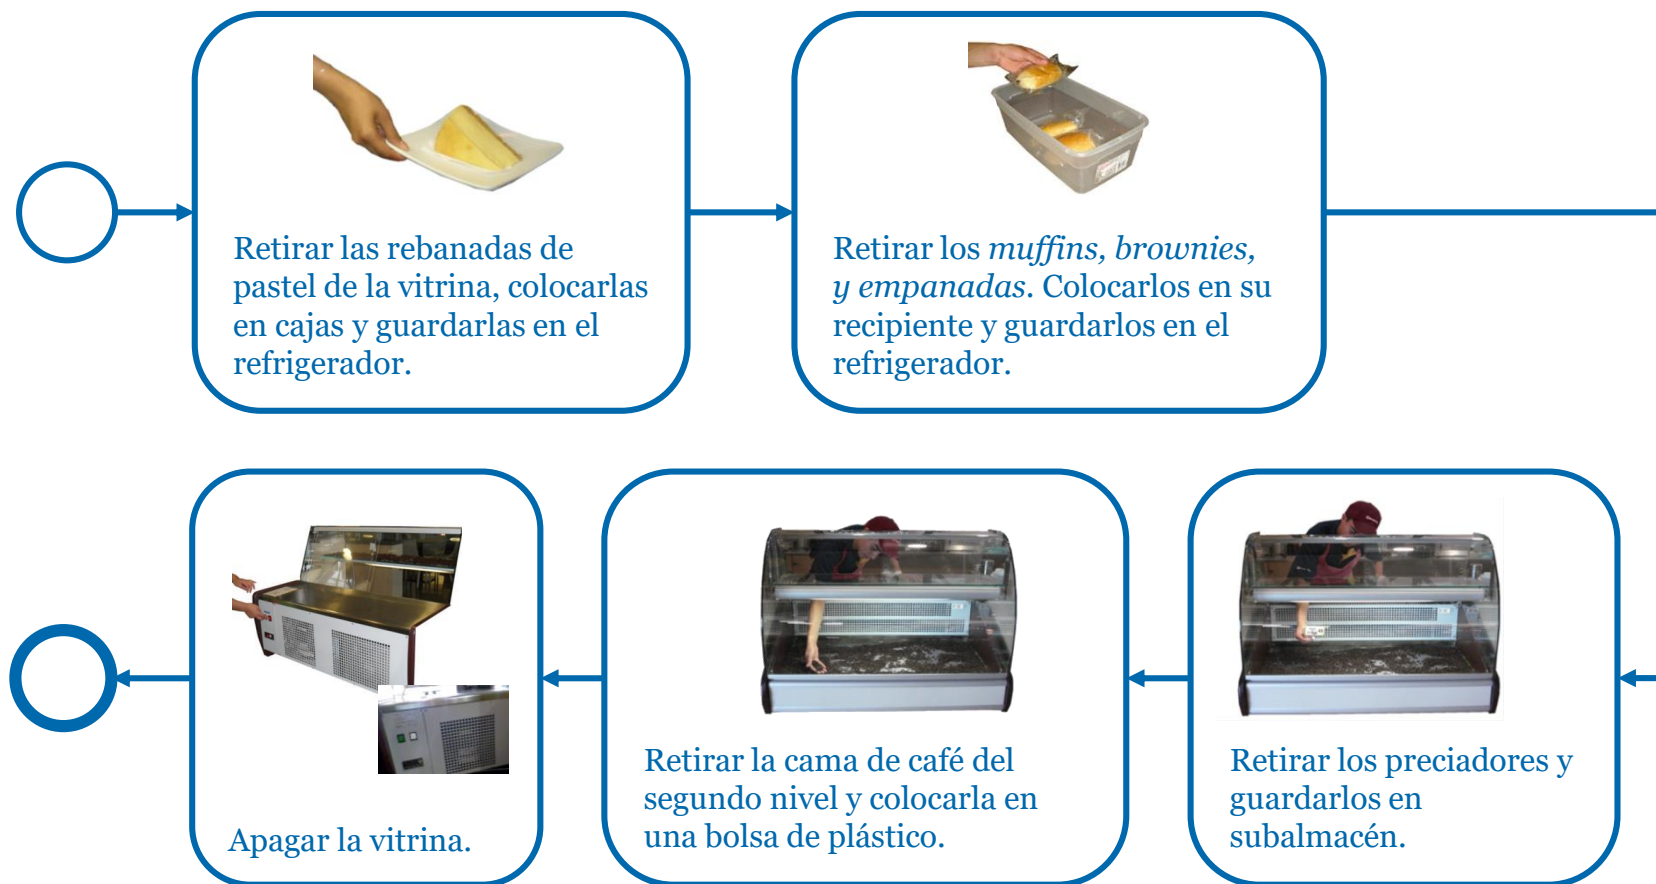 Retirar las rebanadas de
pastel de la vitrina, colocarlas
en cajas y guardarlas en el
refrigerador.
Retirar los muffins, brownies,
y empanadas. Colocarlos en su
recipiente y guardarlos en el
refrigerador.
Retirar los preciadores y
guardarlos en
subalmacén.
Retirar la cama de café del
segundo nivel y colocarla en
una bolsa de plástico.
Apagar la vitrina.